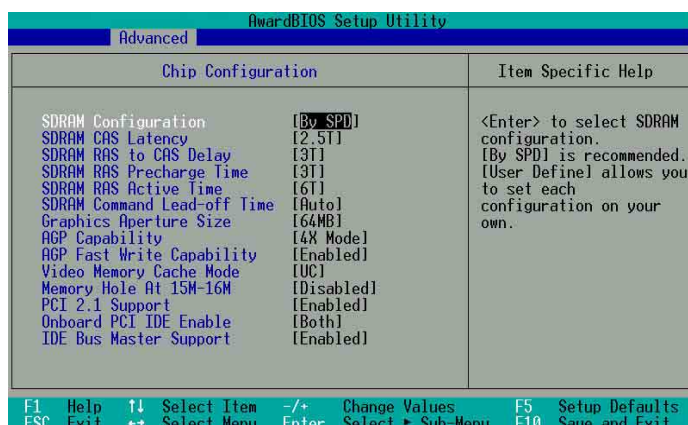 AwardBIOS Setup Utility
Advanced
Chip Configuration
Item Specific Help
SDRAM Configuration [By SPD]
SDRAM CAS Latency [2.5T]
SDRAM RAS to CAS Delay [3T]
SDRAM RAS Precharge Time [3T]
SDRAM RAS Active Time [6T]
SDRAM Command Lead-off Time [Auto]
Graphics Aperture Size [64MB]
AGP Capability [4X Mode]
AGP Fast Write Capability [Enabled]
Video Memory Cache Mode [UC]
Memory Hole At 15M-16M [Disabled]
PCI 2.1 Support [Enabled]
Onboard PCI IDE Enable [Both]
IDE Bus Master Support [Enabled]
<Enter> to select SDRAM
configuration.
[By SPD] is recommended.
[User Define] allows you
to set each
configuration on your
own.
F1 Help ↑↓ Select Item -/+ Change Values F5 Setup Defaults
ESC Exit ↔ Select Menu Enter Select ► Sub-Menu F10 Save and Exit